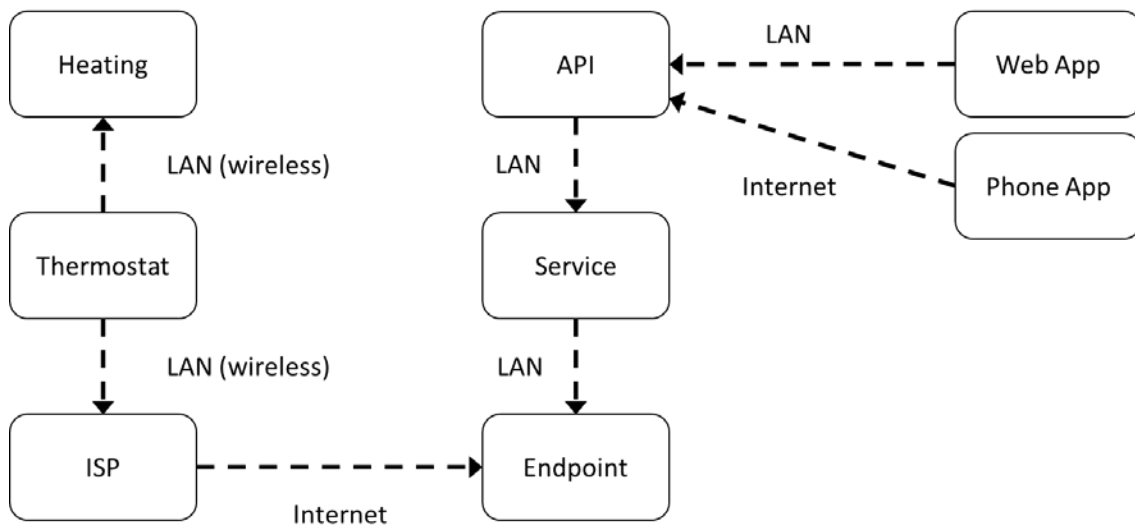 Heating
API
LAN
Web App
LAN (wireless)
LAN
Internet
Phone App
Thermostat
Service
LAN (wireless)
LAN
ISP
Endpoint
Internet